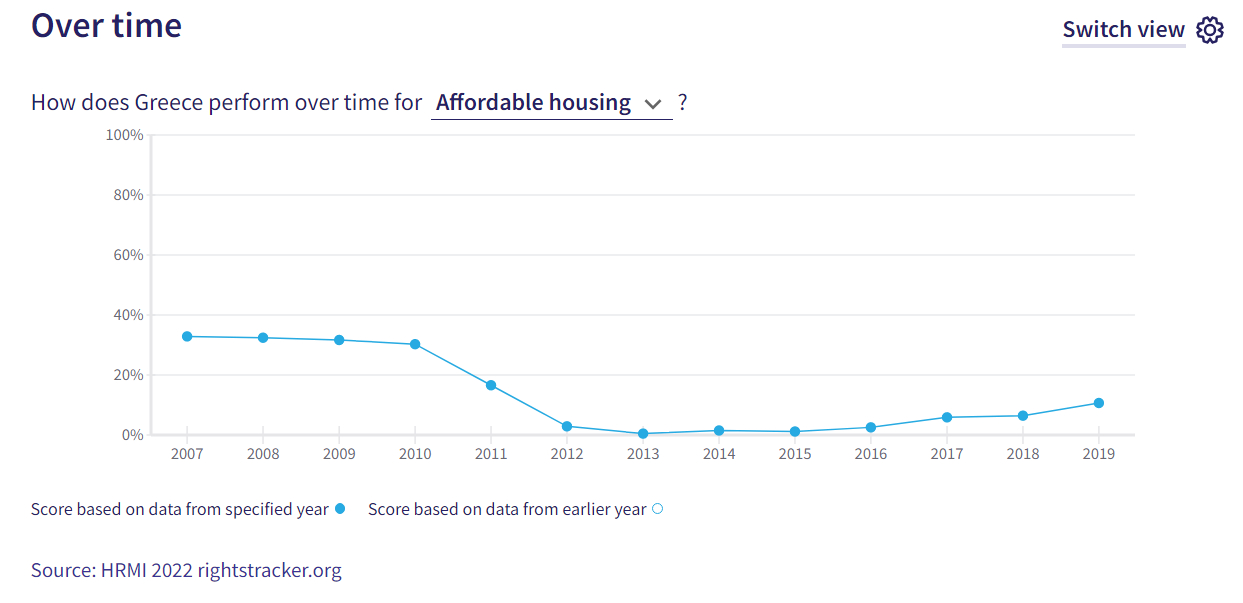 Over time
Switch view
How does Greece perform over time for Affordable housing ?
100%
80%
60%
40%
20%
0%
2007 2008 2009 2010 2011 2012 2013 2014 2015 2016 2017 2018 2019
Score based on data from specified year Score based on data from earlier year
Source: HRMI 2022 rightstracker.org